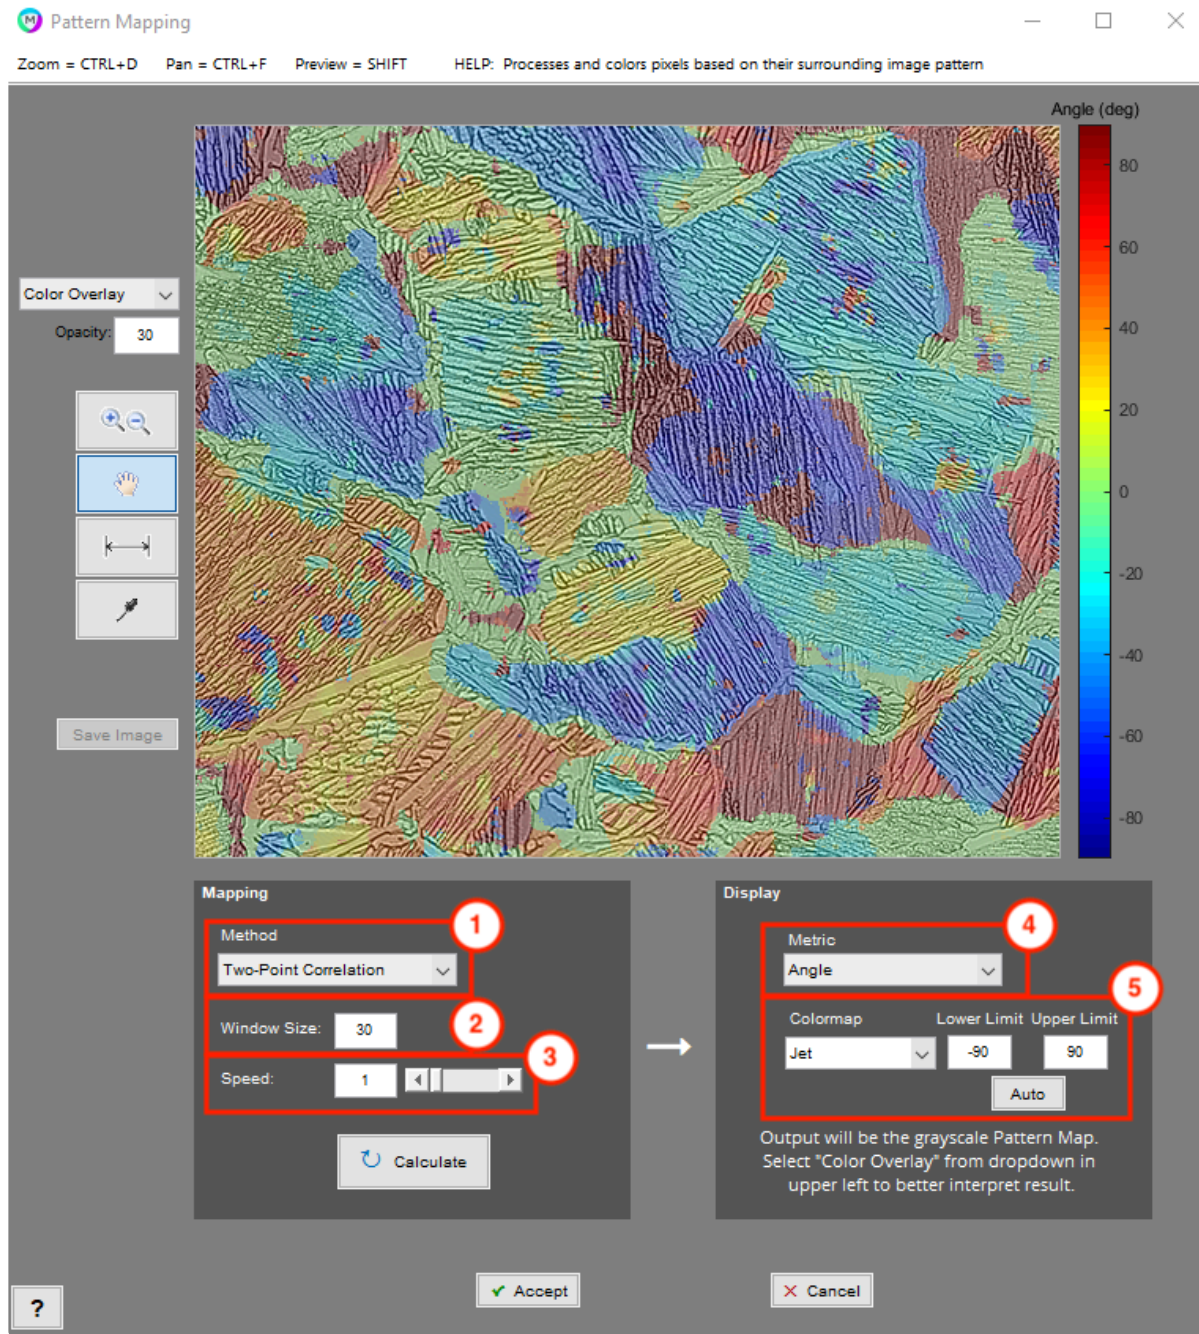 Pattern Mapping
Zoom = CTRL+D Pan = CTRL+F Preview = SHIFT HELP: Processes and colors pixels based on their surrounding image pattern
Angle (deg)
80
60
40
20
0
-20
-40
-60
-80
Color Overlay
Opacity: 30
Save Image
Mapping
1
Method
Two-Point Correlation
Window Size: 30
2
3
Speed: 1
Calculate
Display
4
Metric
Angle
5
Colormap Lower Limit Upper Limit
Jet -90 90
Auto
Output will be the grayscale Pattern Map.
Select "Color Overlay" from dropdown in
upper left to better interpret result.
Accept Cancel
?